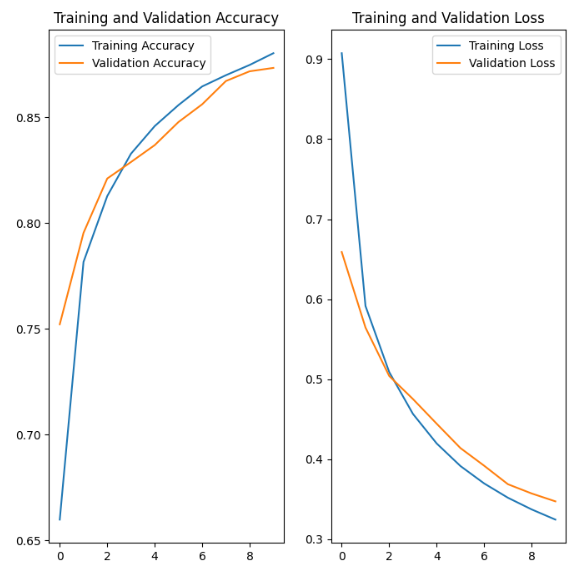 Training and Validation Accuracy
Training Accuracy
Validation Accuracy
0.85
0.80
0.75
0.70
0.65
0 2 4 6 8
Training and Validation Loss
Training Loss
Validation Loss
0.9
0.8
0.7
0.6
0.5
0.4
0.3
0 2 4 6 8